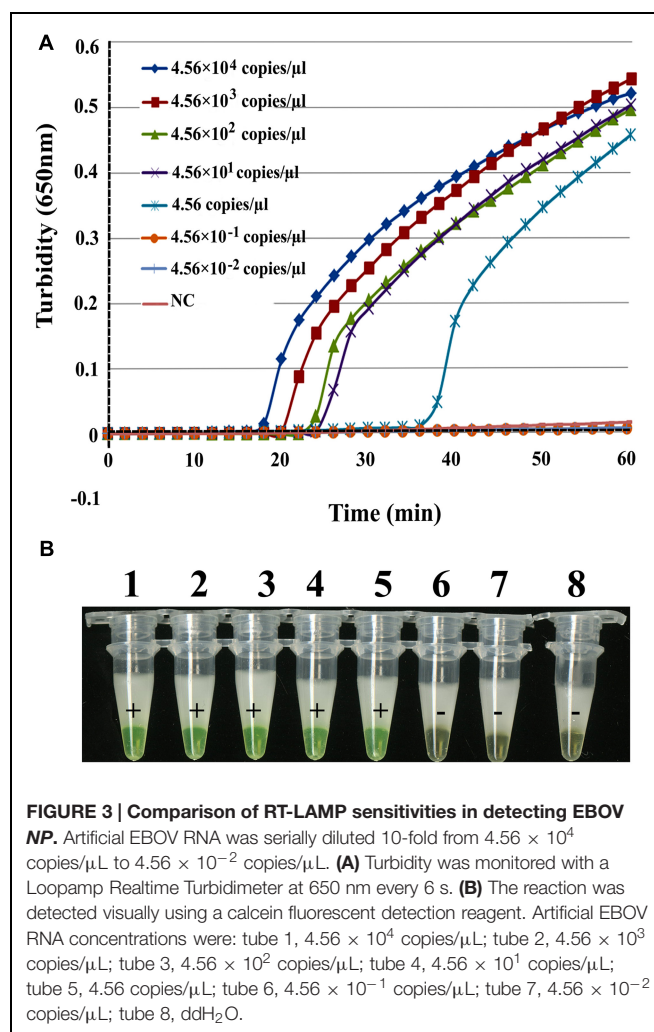 A
0.6
0.5
0.4
0.3
0.2
0.1
0
-0.1
Turbidity (650nm)
4.56×10⁴ copies/µl
4.56×10³ copies/µl
4.56×10² copies/µl
4.56×10¹ copies/µl
4.56 copies/µl
4.56×10⁻¹ copies/µl
4.56×10⁻² copies/µl
NC
0 10 20 30 40 50 60
Time (min)
B
1 2 3 4 5 6 7 8
+ + + + + - - -
FIGURE 3 | Comparison of RT-LAMP sensitivities in detecting EBOV
NP. Artificial EBOV RNA was serially diluted 10-fold from 4.56 × 10⁴
copies/µL to 4.56 × 10⁻² copies/µL. (A) Turbidity was monitored with a
Loopamp Realtime Turbidimeter at 650 nm every 6 s. (B) The reaction was
detected visually using a calcein fluorescent detection reagent. Artificial EBOV
RNA concentrations were: tube 1, 4.56 × 10⁴ copies/µL; tube 2, 4.56 × 10³
copies/µL; tube 3, 4.56 × 10² copies/µL; tube 4, 4.56 × 10¹ copies/µL;
tube 5, 4.56 copies/µL; tube 6, 4.56 × 10⁻¹ copies/µL; tube 7, 4.56 × 10⁻²
copies/µL; tube 8, ddH₂O.